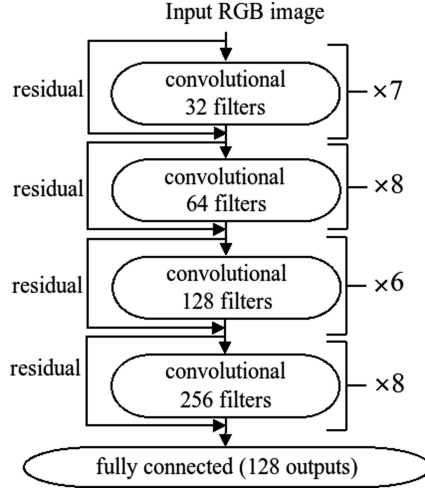 Input RGB image
residual
convolutional
32 filters
×7
residual
convolutional
64 filters
×8
residual
convolutional
128 filters
×6
residual
convolutional
256 filters
×8
fully connected (128 outputs)